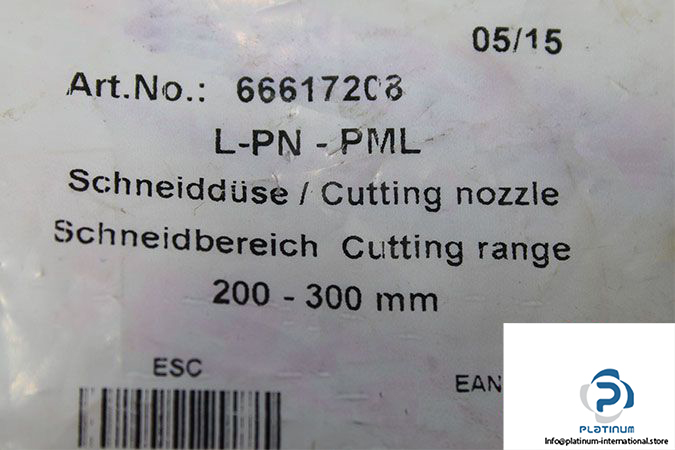 05/15
Art.No.: 66617208
L-PN - PML
Schneiddüse / Cutting nozzle
Schneidbereich Cutting range
200 - 300 mm
ESC
EAN
PLATINUM
Info@platinum-international.store